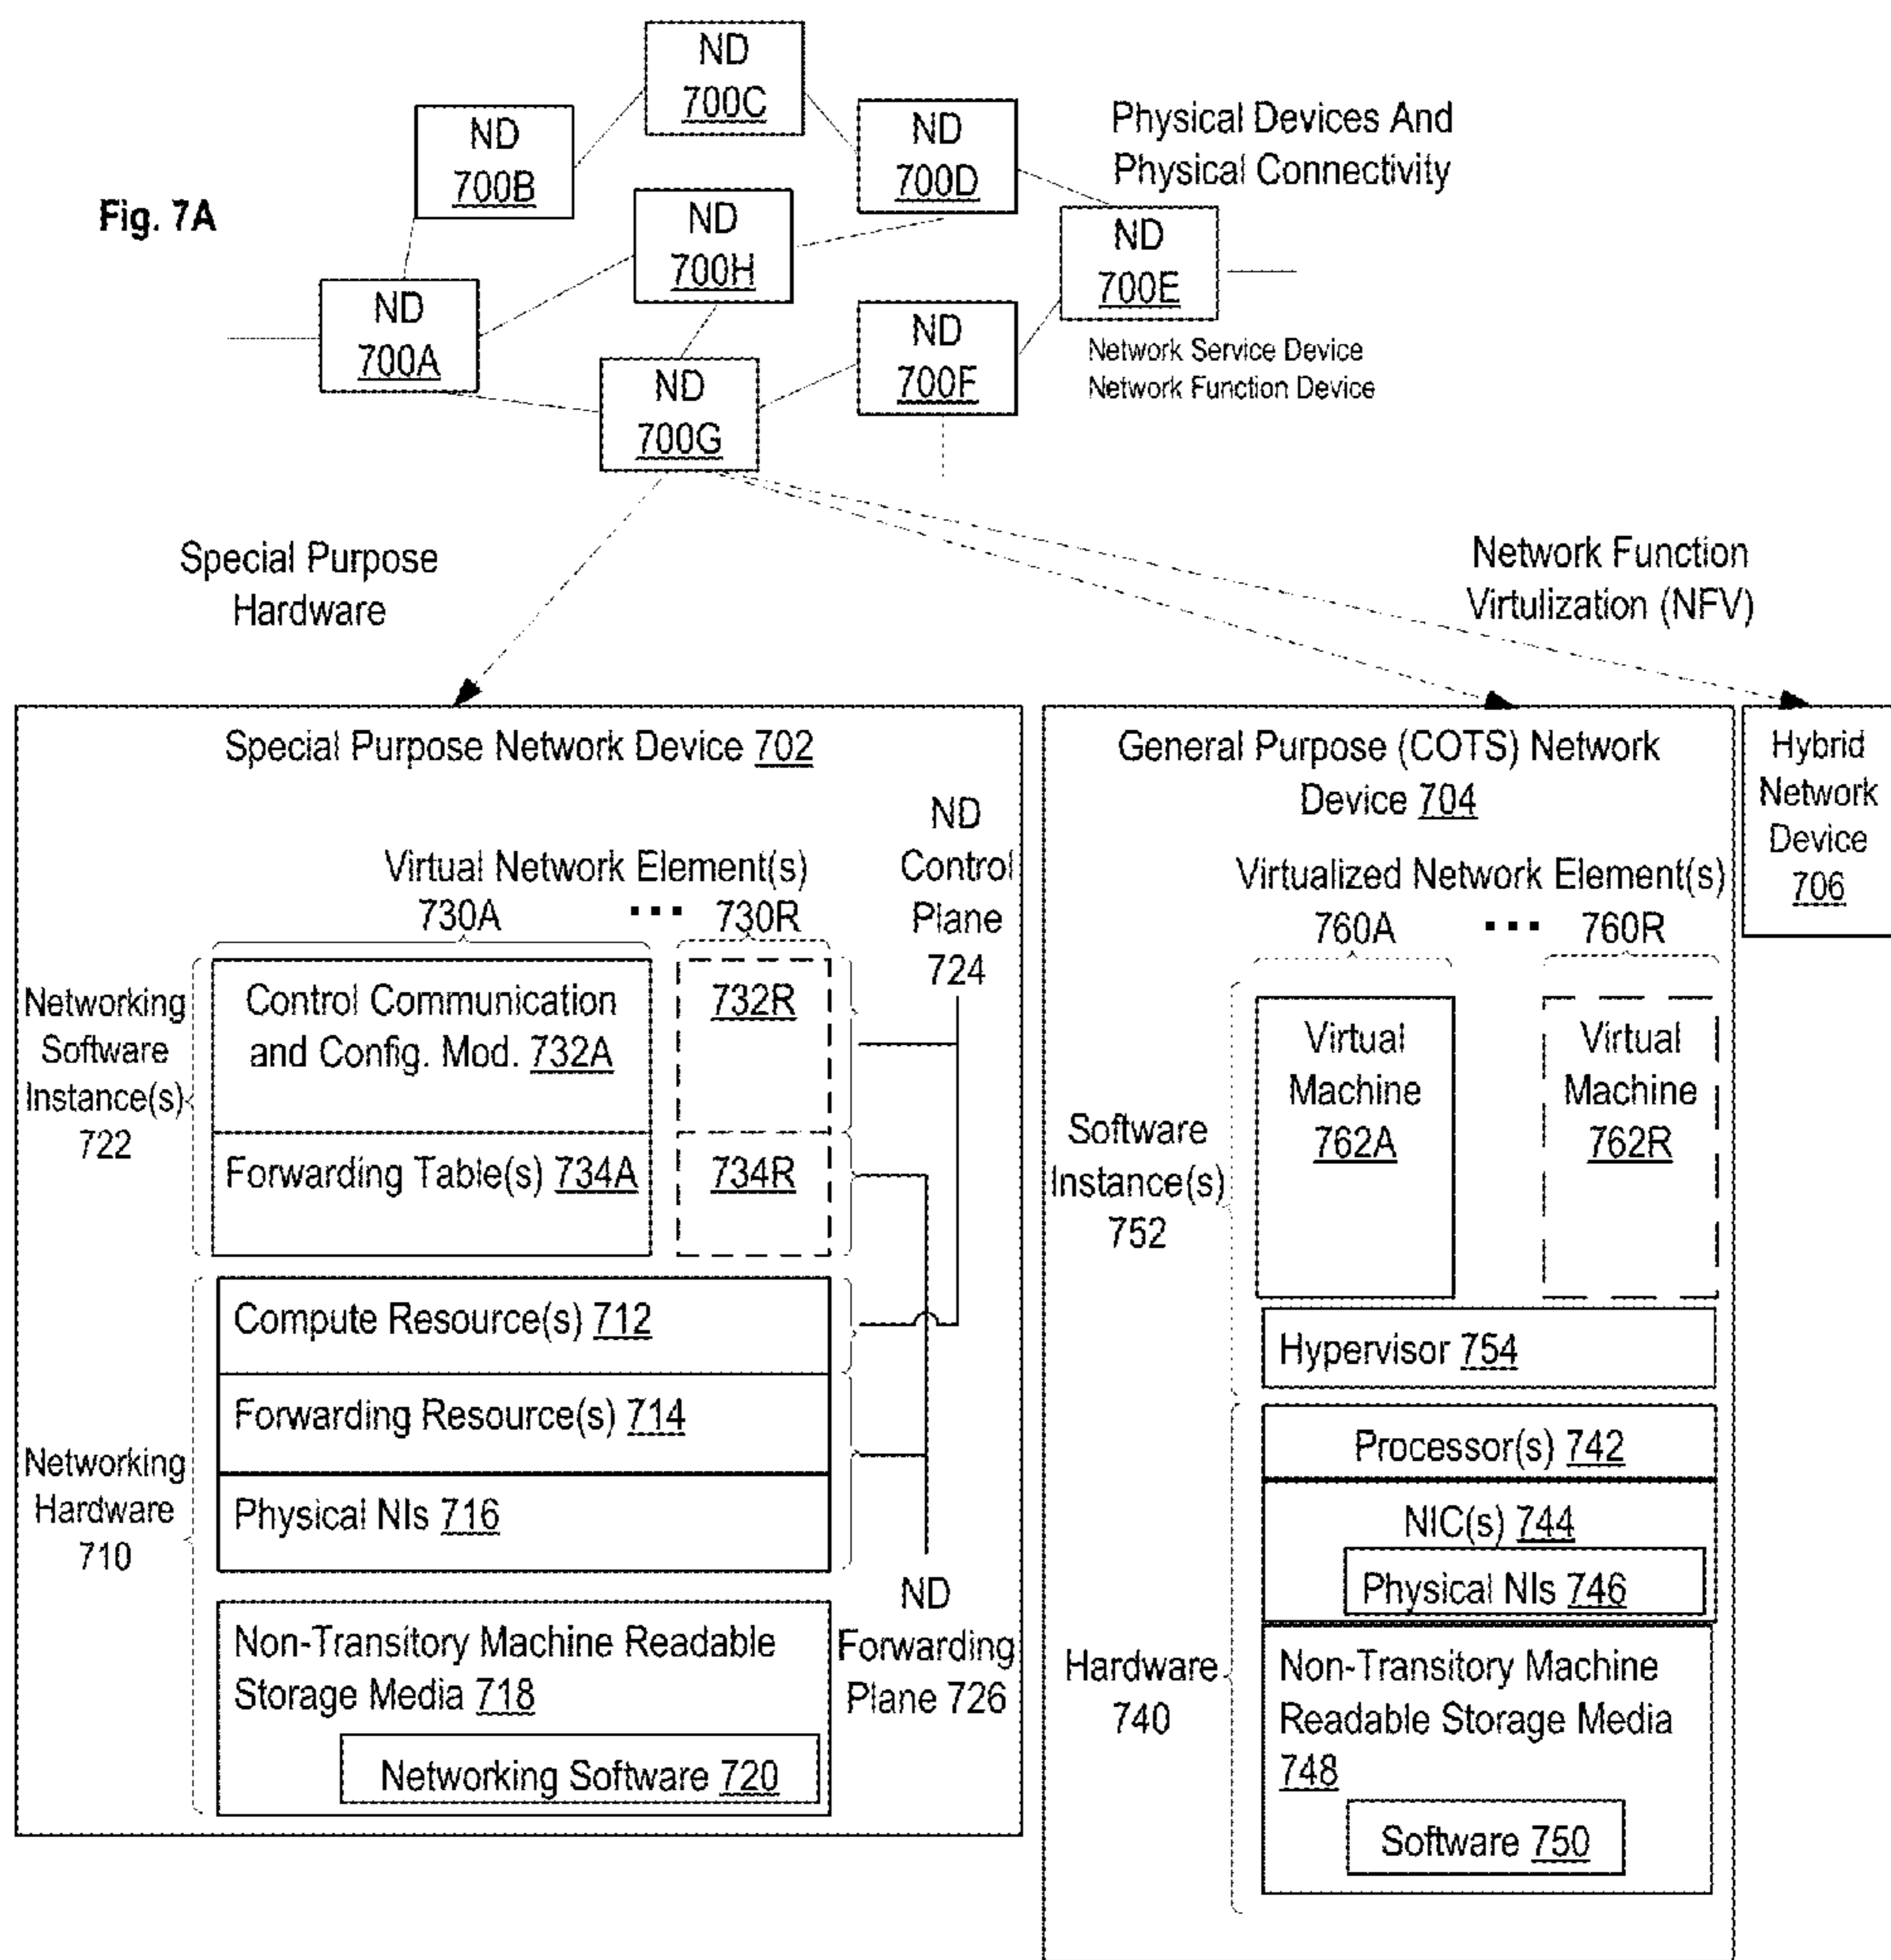 Fig. 7A
ND
700C
ND
700B
ND
700D
Physical Devices And
Physical Connectivity
ND
700H
ND
700E
ND
700A
ND
700F
Network Service Device
Network Function Device
ND
700G
Special Purpose
Hardware
Network Function
Virtulization (NFV)
Special Purpose Network Device 702
ND
Control
Plane
724
Virtual Network Element(s)
730A ... 730R
Networking
Software
Instance(s)
722
Control Communication
and Config. Mod. 732A
732R
Forwarding Table(s) 734A
734R
Networking
Hardware
710
Compute Resource(s) 712
Forwarding Resource(s) 714
Physical NIs 716
ND
Forwarding
Plane 726
Non-Transitory Machine Readable
Storage Media 718
Networking Software 720
General Purpose (COTS) Network
Device 704
Virtualized Network Element(s)
760A ... 760R
Software
Instance(s)
752
Virtual
Machine
762A
Virtual
Machine
762R
Hypervisor 754
Hardware
740
Processor(s) 742
NIC(s) 744
Physical NIs 746
Non-Transitory Machine
Readable Storage Media
748
Software 750
Hybrid
Network
Device
706